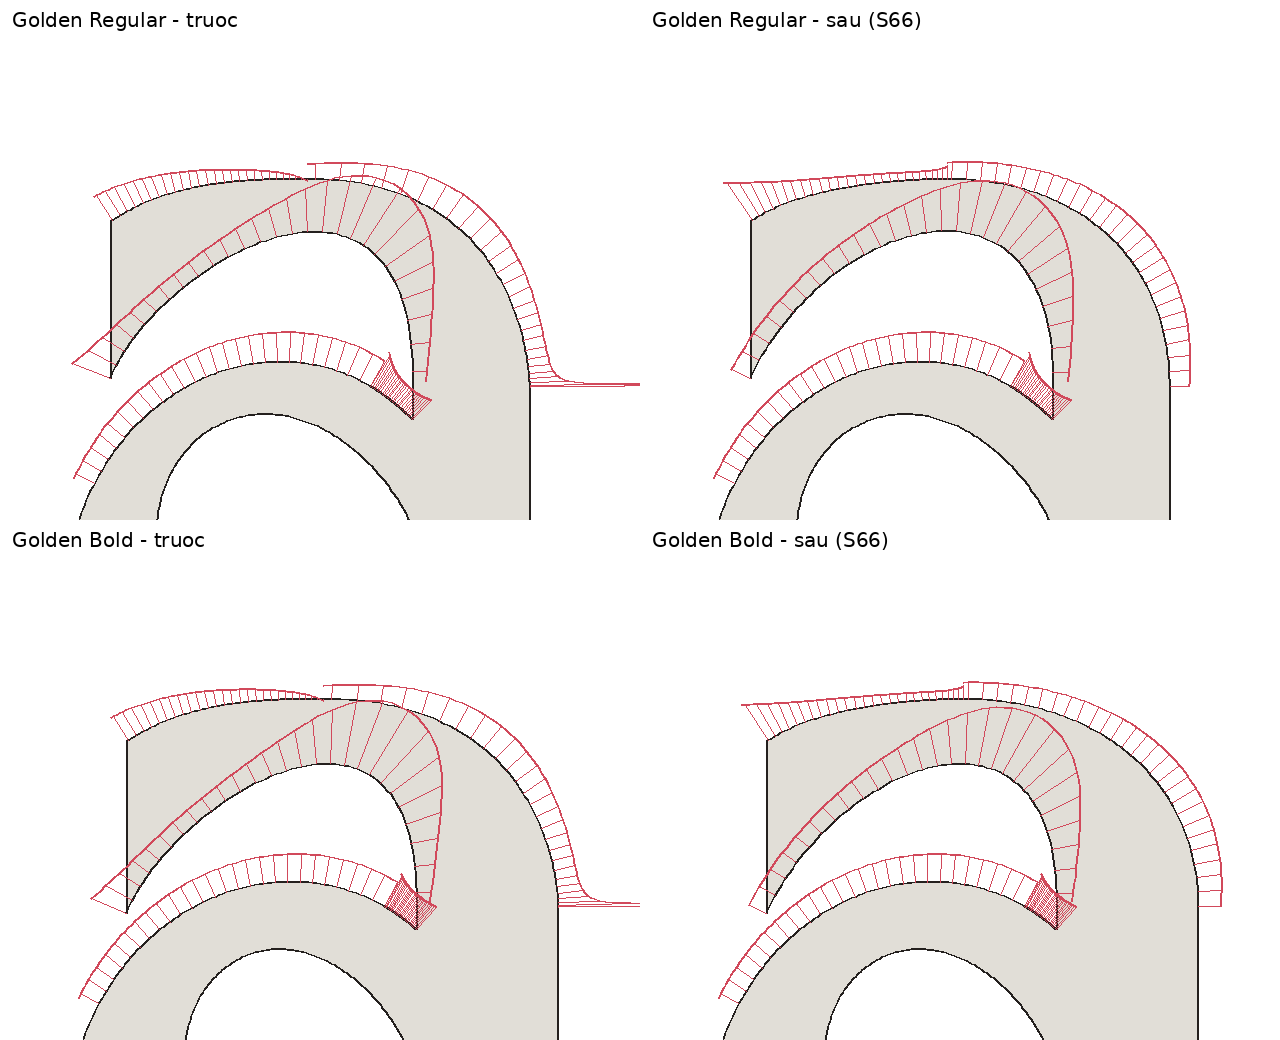 Golden Regular - truoc
Golden Regular - sau (S66)
Golden Bold - truoc
Golden Bold - sau (S66)